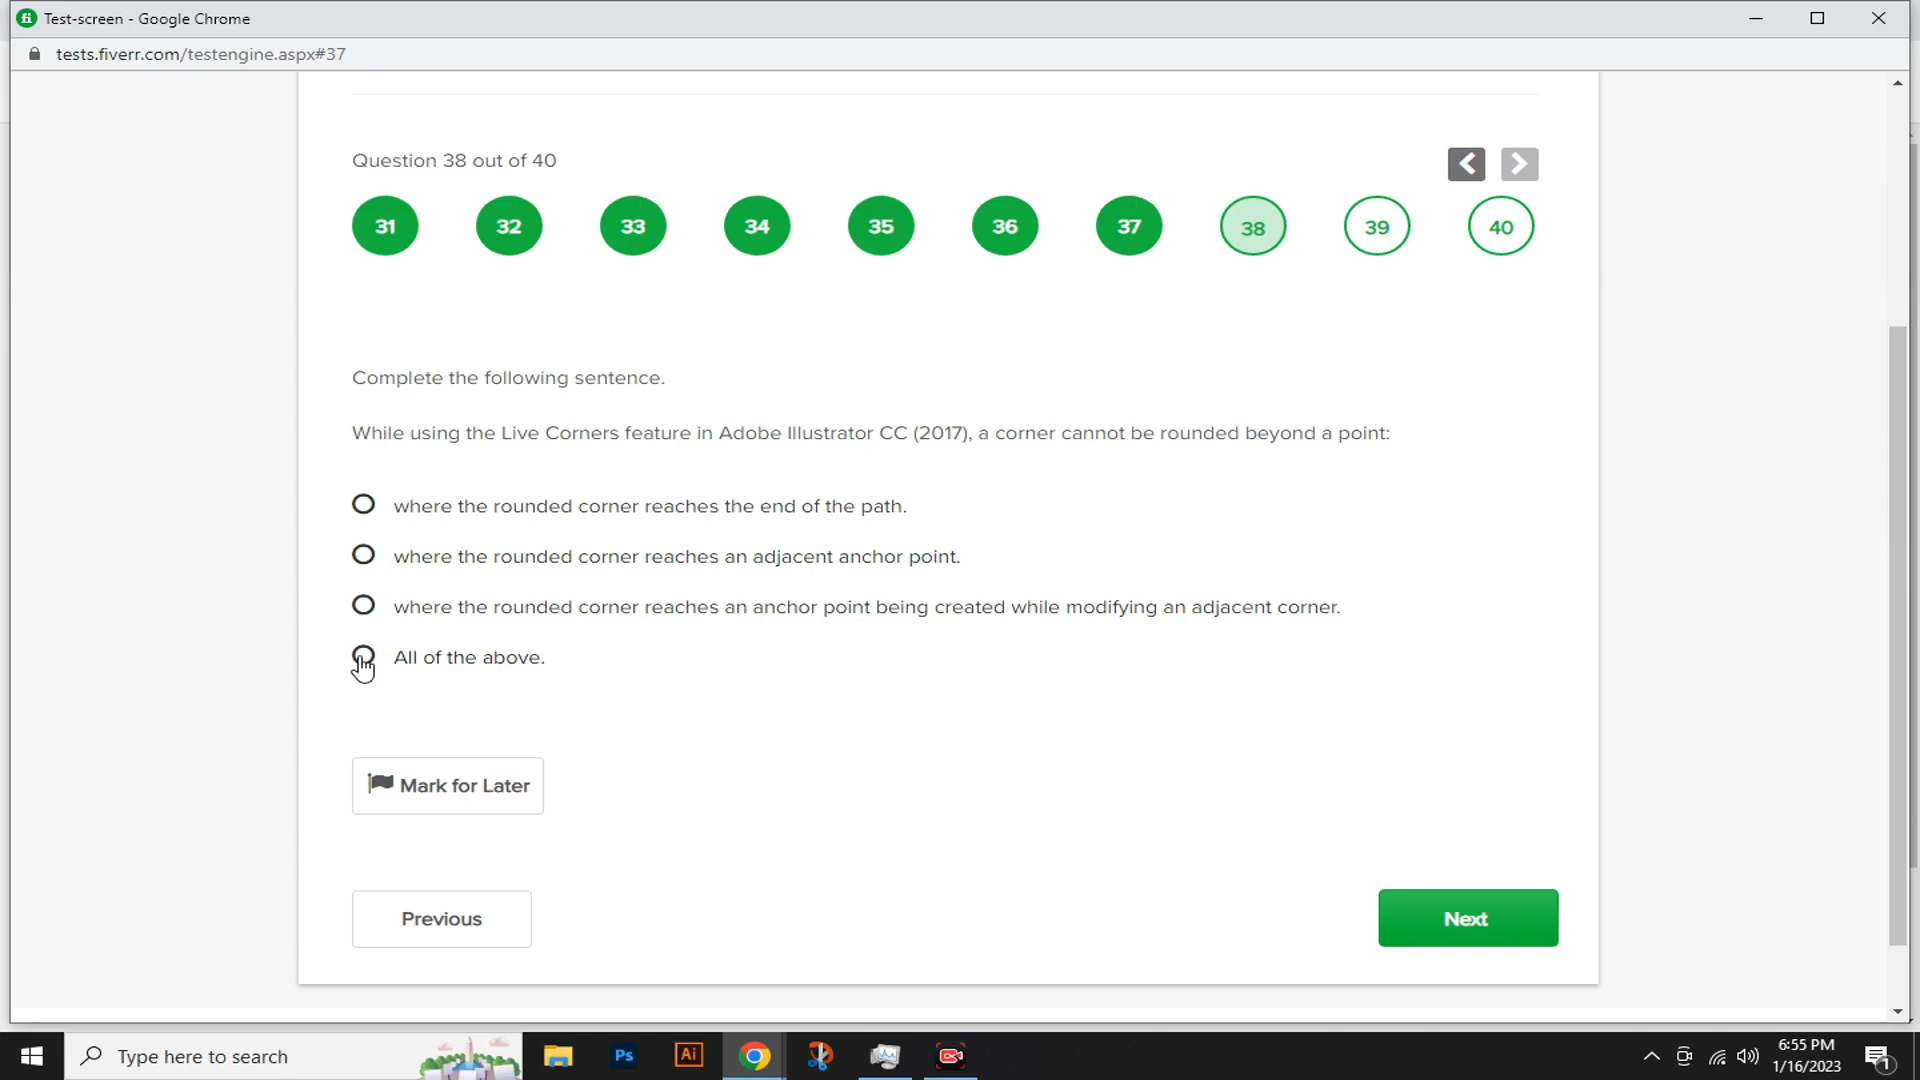 fi Test-screen - Google Chrome
tests.fiverr.com/testengine.aspx#37
Question 38 out of 40
31 32 33 34 35 36 37 38 39 40
Complete the following sentence.
While using the Live Corners feature in Adobe Illustrator CC (2017), a corner cannot be rounded beyond a point:
where the rounded corner reaches the end of the path.
where the rounded corner reaches an adjacent anchor point.
where the rounded corner reaches an anchor point being created while modifying an adjacent corner.
All of the above.
Mark for Later
Previous
Next
Type here to search
Ps
Ai
6:55 PM
1/16/2023
1